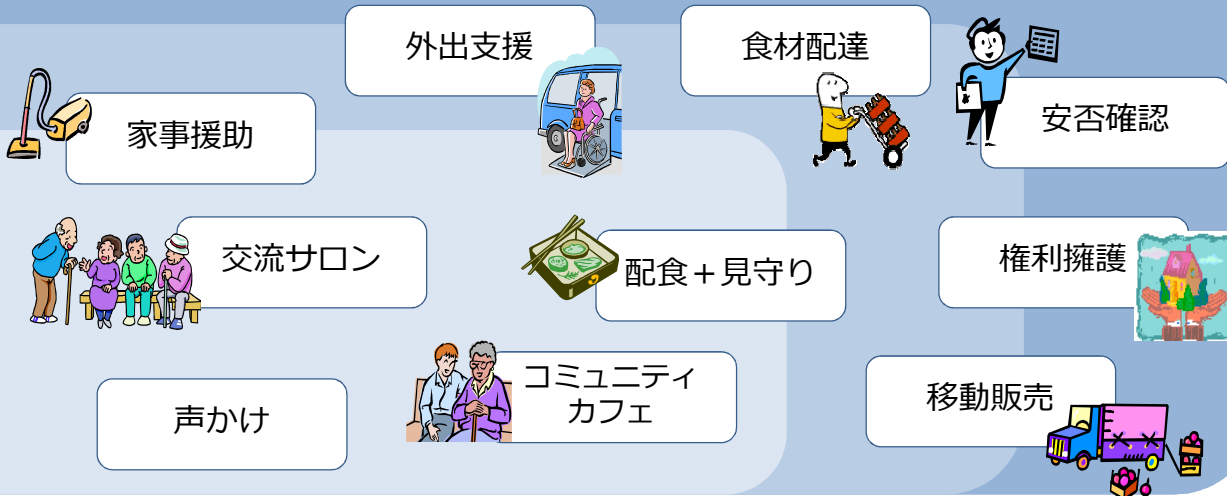 外出支援
食材配達
安否確認
家事援助
交流サロン
配食＋見守り
権利擁護
コミュニティ
カフェ
移動販売
声かけ